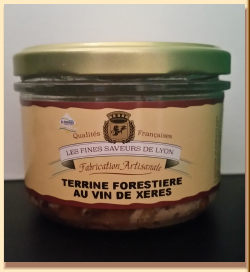 Qualités Françaises
LES FINES SAVEURS DE LYON
Fabrication Artisanale
TERRINE FORESTIERE
AU VIN DE XERES